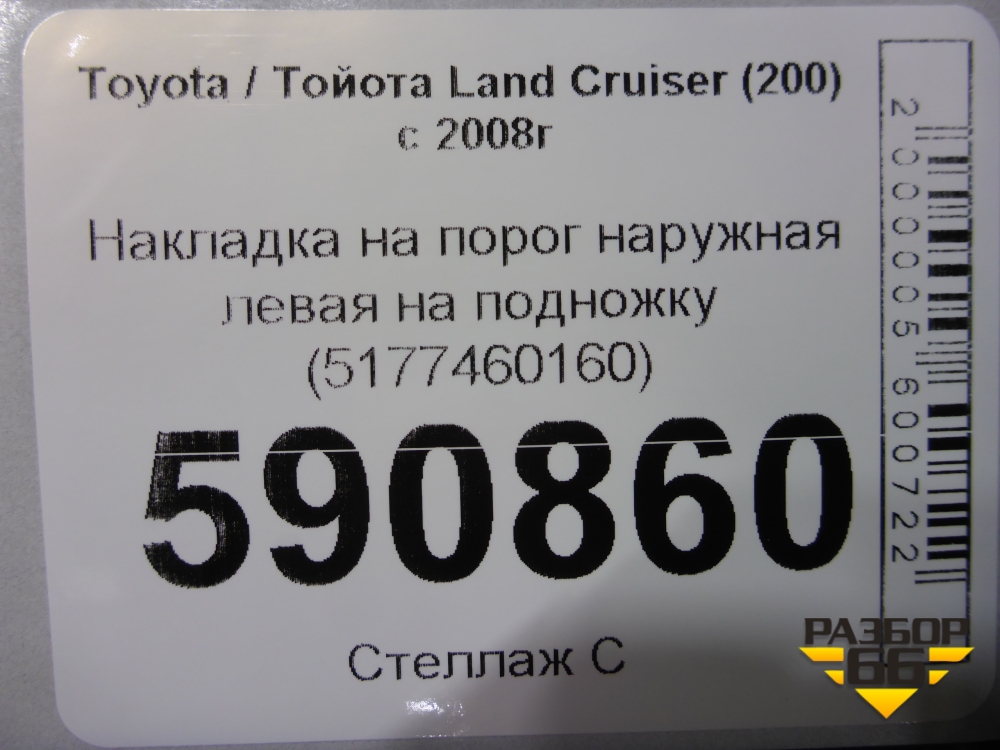 Toyota / Тойота Land Cruiser (200)
с 2008г
Накладка на порог наружная
левая на подножку
(5177460160)
590860
Стеллаж С
2000005600722
РАЗБОР
66